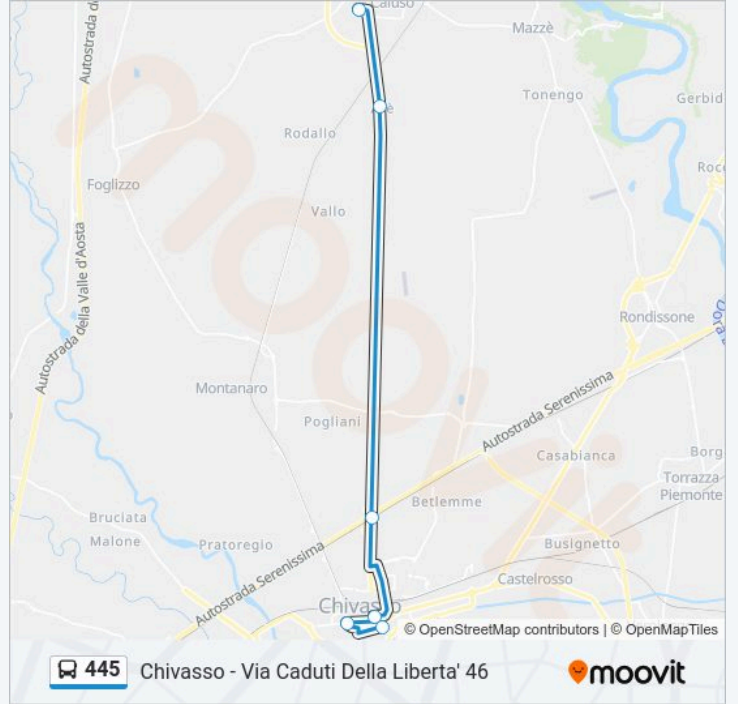 Caluso
Mazzè
Autostrada d
Tonengo
Gerbid
Rodallo
Roc
Foglizzo
Vallo
Autostrada della Valle d'Aosta
Rondissone
Montanaro
Autostrada Serenissima
Pogliani
Casabianca
Borg
Torrazza
Piemonte
Betlemme
Bruciata
Malone
Pratoregio
Busignetto
Autostrada Serenissima
Castelrosso
Chivasso
© OpenStreetMap contributors | © OpenMapTiles
445 Chivasso - Via Caduti Della Liberta' 46
moovit
moovit